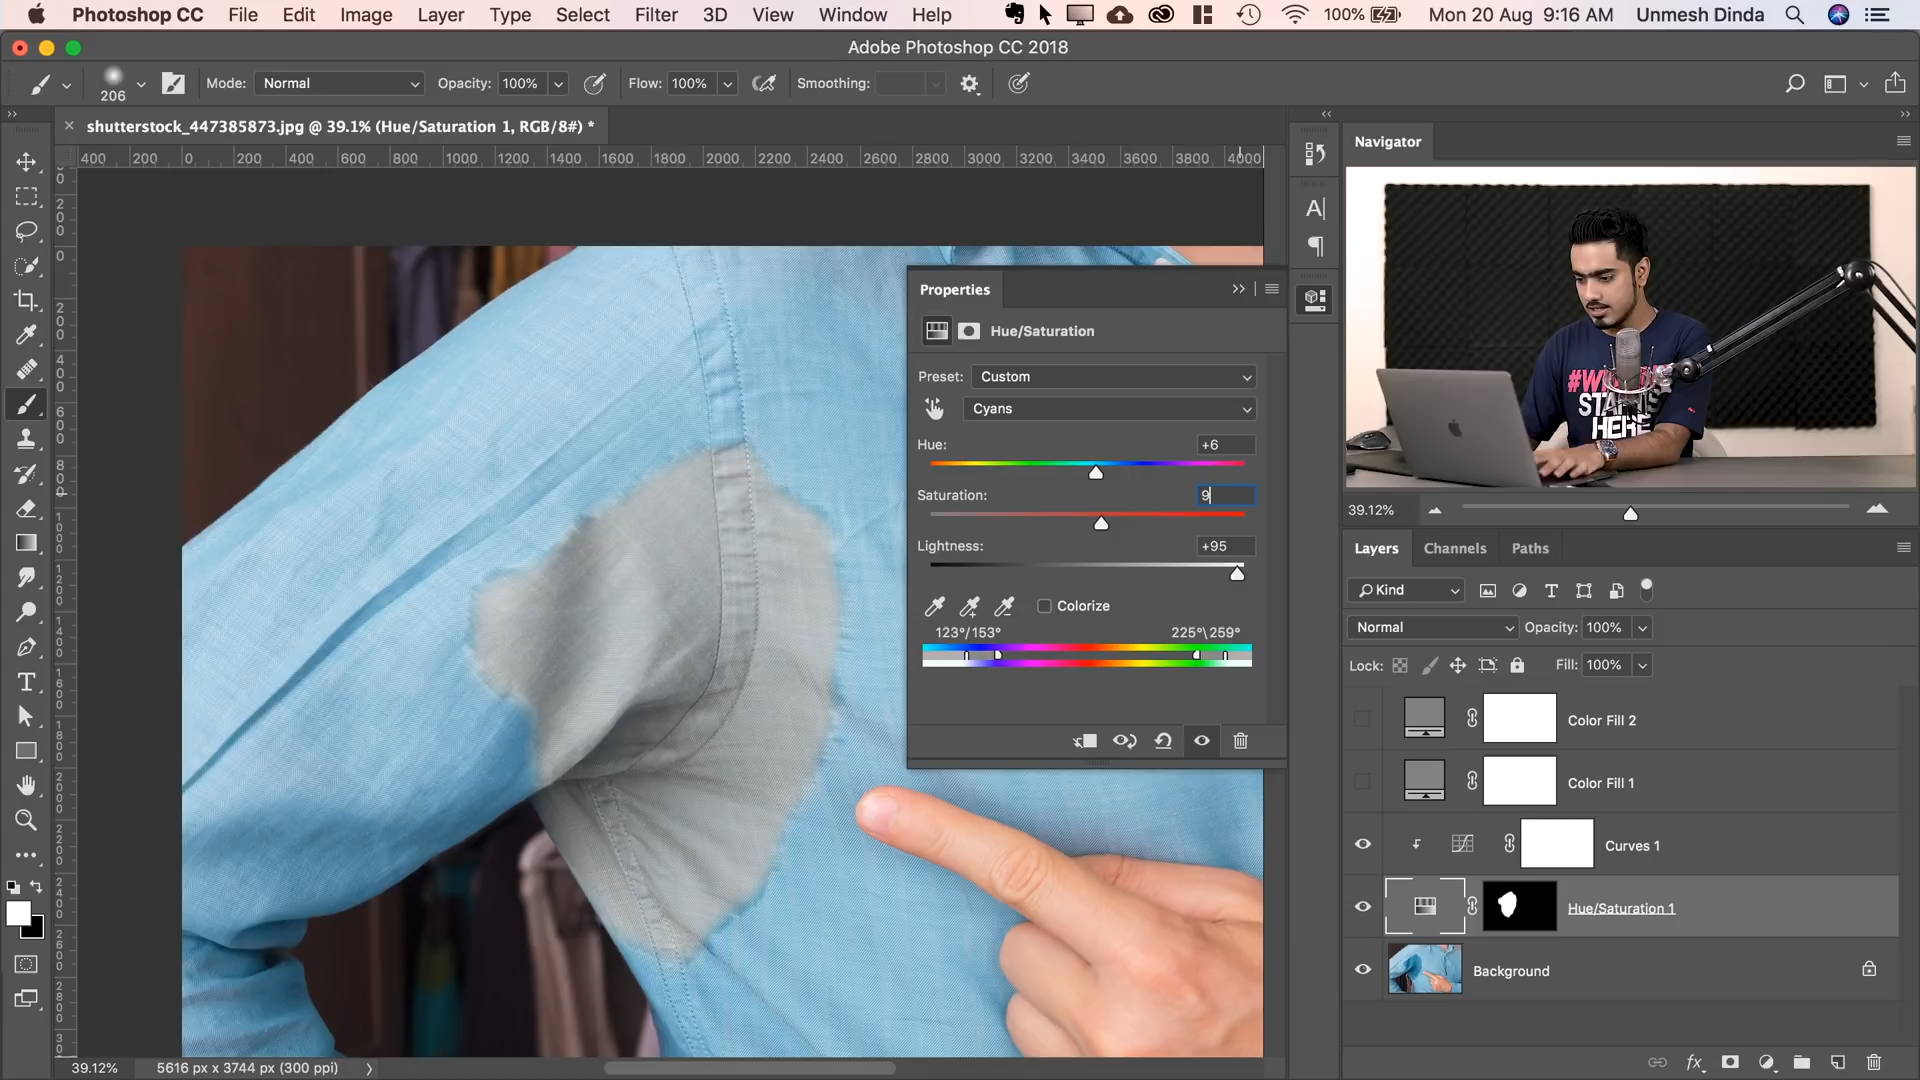 Photoshop CC File Edit Image Layer Type Select Filter 3D View Window Help 100% Mon 20 Aug 9:16 AM Unmesh Dinda
Adobe Photoshop CC 2018
206 Mode: Normal Opacity: 100% Flow: 100% Smoothing:
shutterstock_447385873.jpg @ 39.1% (Hue/Saturation 1, RGB/8#) *
400 200 0 200 400 600 800 1000 1200 1400 1600 1800 2000 2200 2400 2600 2800 3000 3200 3400 3600 3800 4000
Navigator
#W
START
HERE
39.12%
Properties
Hue/Saturation
Preset: Custom
Cyans
Hue: +6
Saturation: 9
Lightness: +95
Colorize
123°/153° 225°\259°
Layers Channels Paths
Kind
Normal Opacity: 100%
Lock: Fill: 100%
Color Fill 2
Color Fill 1
Curves 1
Hue/Saturation 1
Background
39.12% 5616 px x 3744 px (300 ppi)